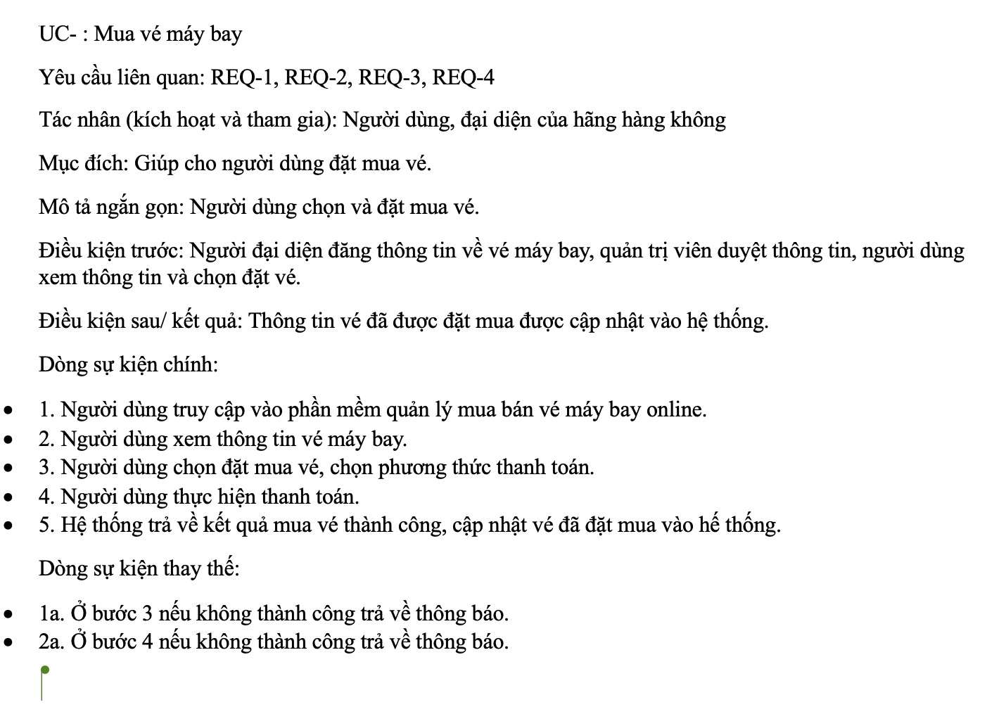 UC- : Mua vé máy bay
Yêu cầu liên quan: REQ-1, REQ-2, REQ-3, REQ-4
Tác nhân (kích hoạt và tham gia): Người dùng, đại diện của hãng hàng không
Mục đích: Giúp cho người dùng đặt mua vé.
Mô tả ngắn gọn: Người dùng chọn và đặt mua vé.
Điều kiện trước: Người đại diện đăng thông tin về vé máy bay, quản trị viên duyệt thông tin, người dùng
xem thông tin và chọn đặt vé.
Điều kiện sau/ kết quả: Thông tin vé đã được đặt mua được cập nhật vào hệ thống.
Dòng sự kiện chính:
• 1. Người dùng truy cập vào phần mềm quản lý mua bán vé máy bay online.
• 2. Người dùng xem thông tin vé máy bay.
• 3. Người dùng chọn đặt mua vé, chọn phương thức thanh toán.
• 4. Người dùng thực hiện thanh toán.
• 5. Hệ thống trả về kết quả mua vé thành công, cập nhật vé đã đặt mua vào hế thống.
Dòng sự kiện thay thế:
• 1a. Ở bước 3 nếu không thành công trả về thông báo.
• 2a. Ở bước 4 nếu không thành công trả về thông báo.